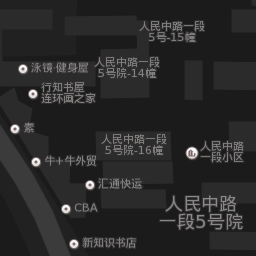 人民中路一段
5号-15幢
泳镜·健身屋
人民中路一段
5号院-14幢
行知书屋
连环画之家
素
人民中路一段
5号院-16幢
人民中路
一段小区
牛+牛外贸
汇通快运
CBA
人民中路
一段5号院
新知识书店